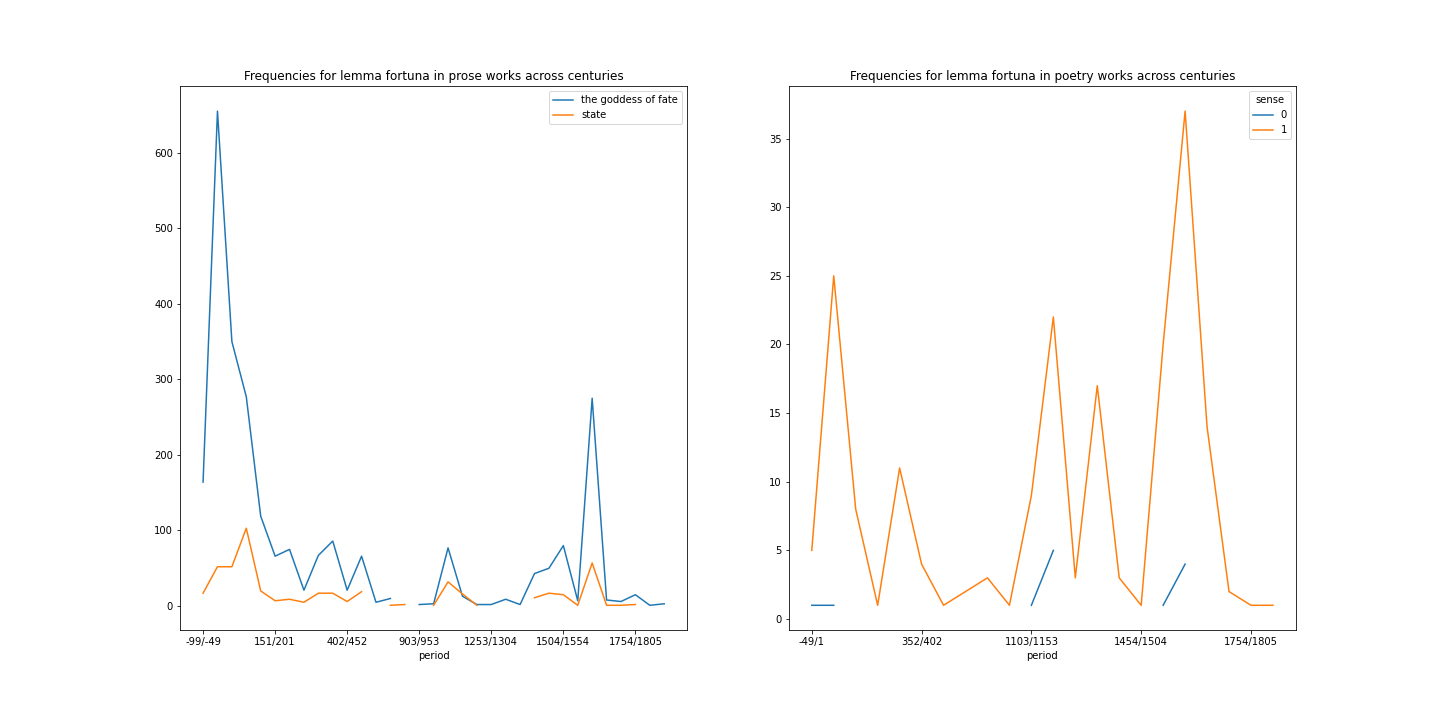 Frequencies for lemma fortuna in prose works across centuries
the goddess of fate
state
600
500
400
300
200
100
0
-99/-49 151/201 402/452 903/953 1253/1304 1504/1554 1754/1805
period
Frequencies for lemma fortuna in poetry works across centuries
sense
0
1
35
30
25
20
15
10
5
0
-49/1 352/402 1103/1153 1454/1504 1754/1805
period